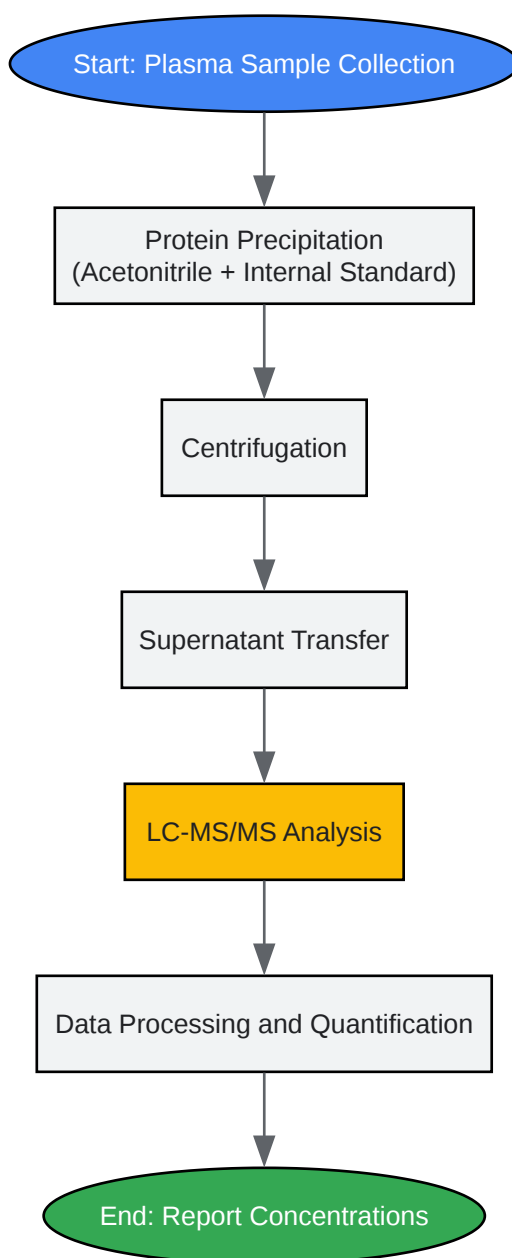 Start: Plasma Sample Collection
Protein Precipitation
(Acetonitrile + Internal Standard)
Centrifugation
Supernatant Transfer
LC-MS/MS Analysis
Data Processing and Quantification
End: Report Concentrations